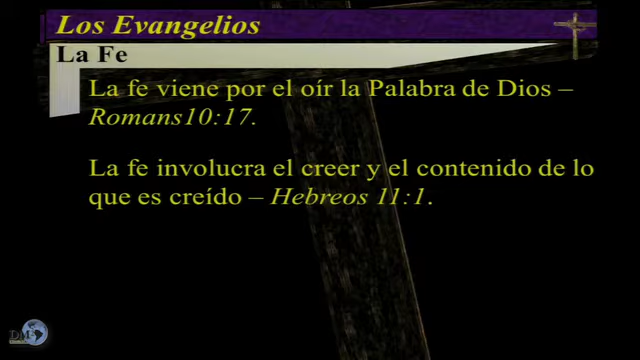 Los Evangelios
La Fe
La fe viene por el oír la Palabra de Dios –
Romans10:17.
La fe involucra el creer y el contenido de lo
que es creído – Hebreos 11:1.